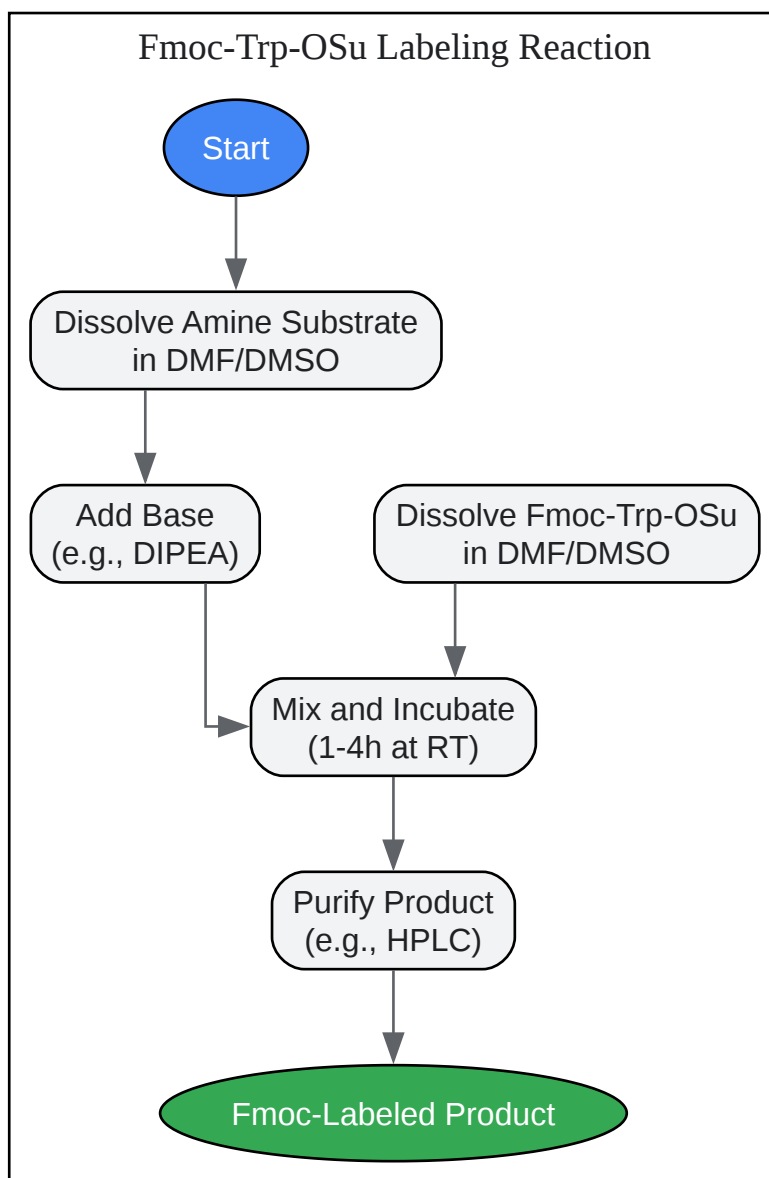 Fmoc-Trp-OSu Labeling Reaction
Start
Dissolve Amine Substrate
in DMF/DMSO
Add Base
(e.g., DIPEA)
Dissolve Fmoc-Trp-OSu
in DMF/DMSO
Mix and Incubate
(1-4h at RT)
Purify Product
(e.g., HPLC)
Fmoc-Labeled Product